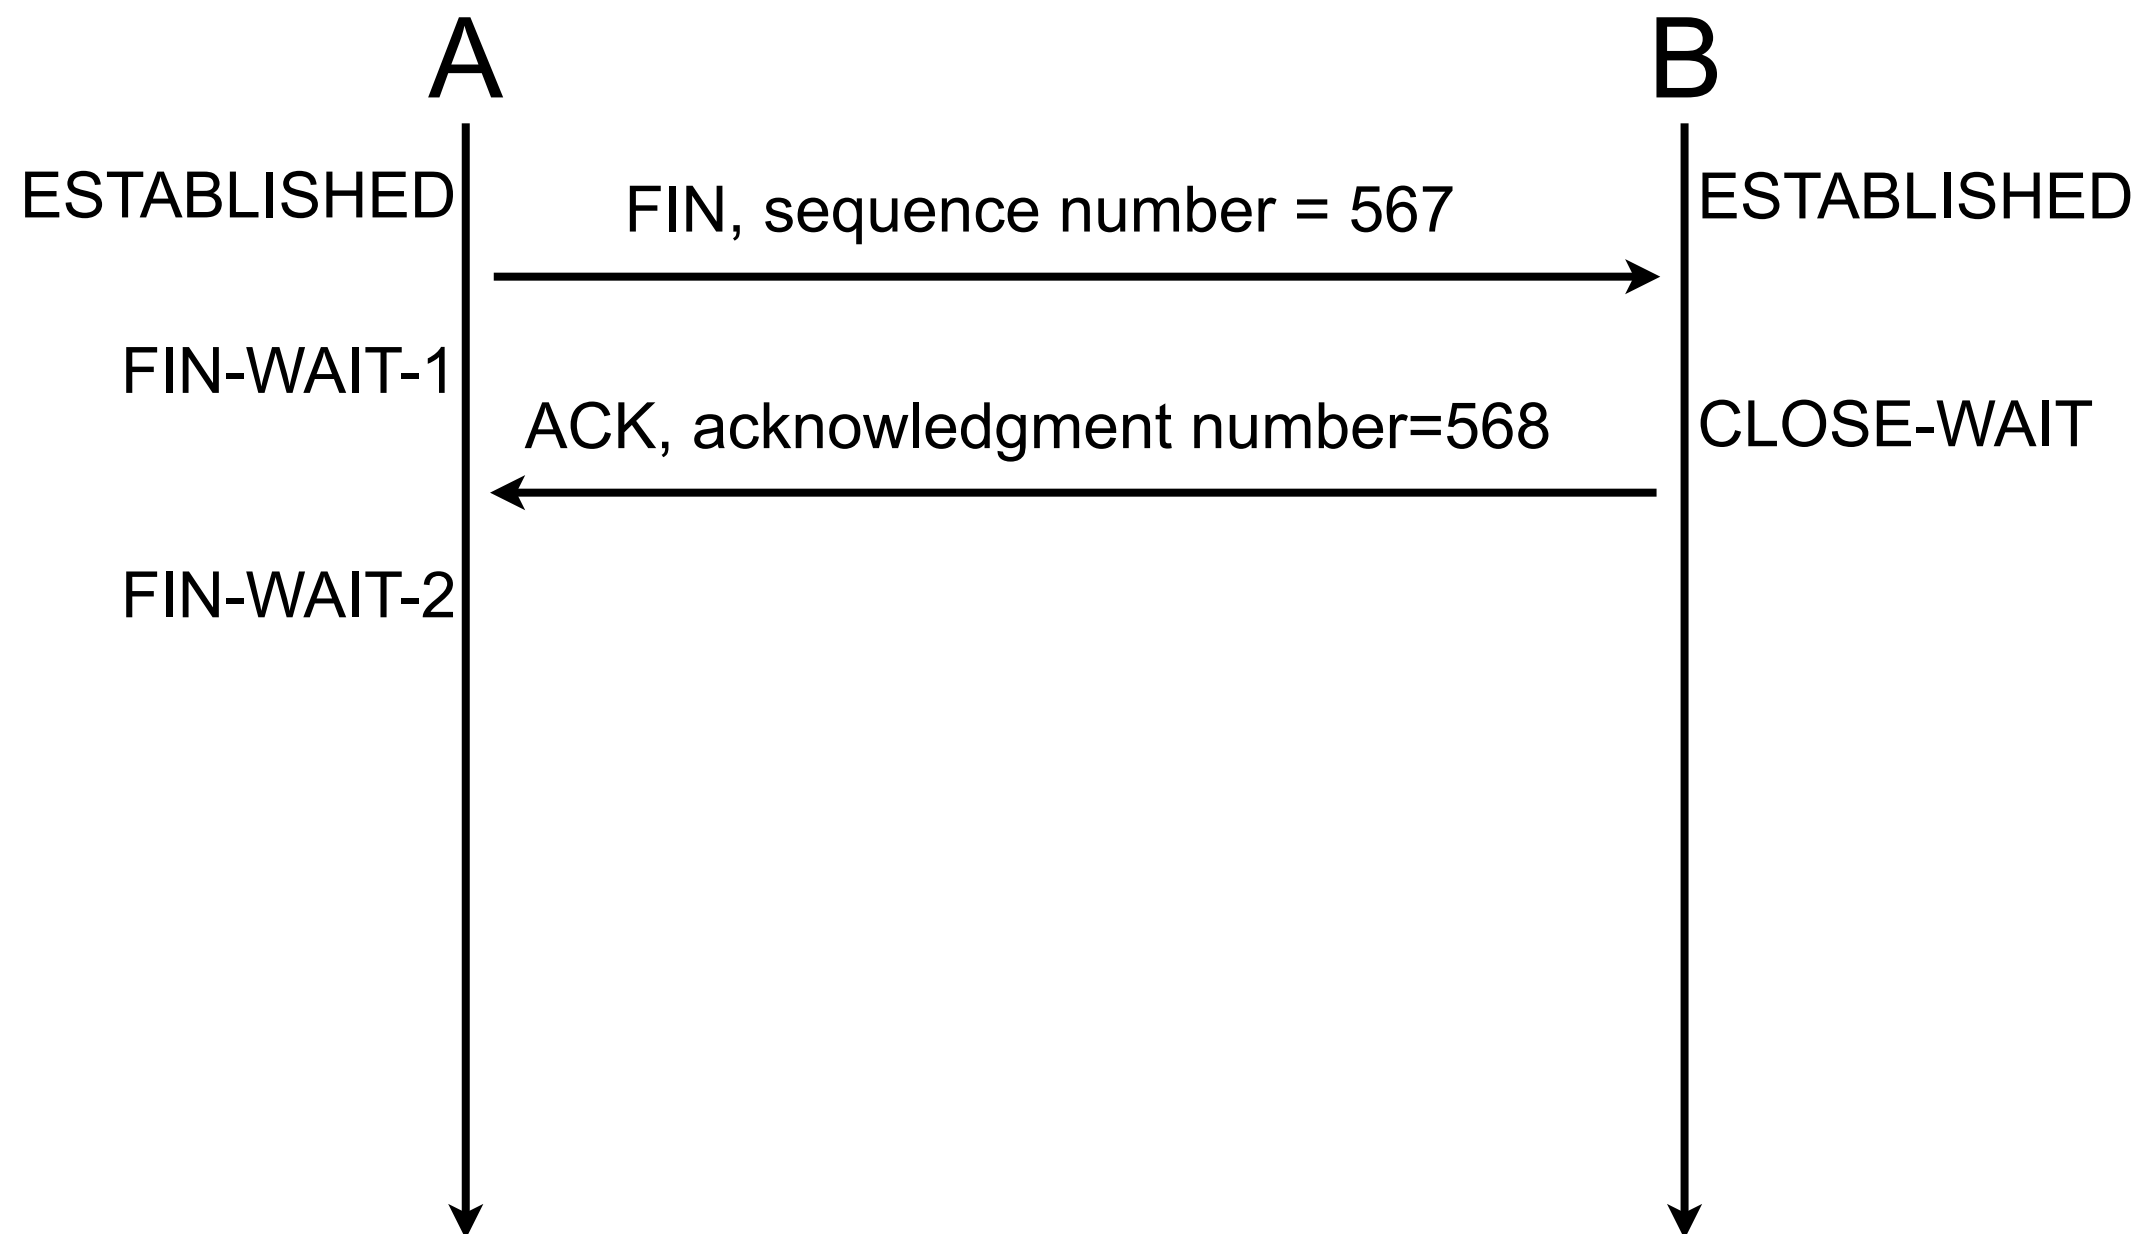 A
B
ESTABLISHED
FIN, sequence number = 567
ESTABLISHED
FIN-WAIT-1
ACK, acknowledgment number=568
CLOSE-WAIT
FIN-WAIT-2